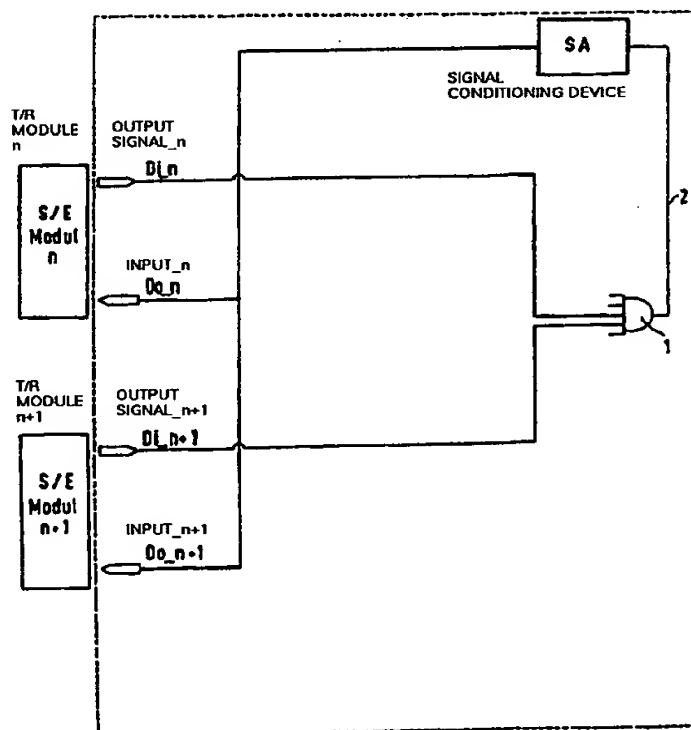 SA
SIGNAL
CONDITIONING DEVICE
T/R
MODULE
n
OUTPUT
SIGNAL_n
Di_n
S/E
Modul
n
INPUT_n
Do_n
2
1
T/R
MODULE
n+1
OUTPUT
SIGNAL_n+1
Di_n+1
S/E
Modul
n+1
INPUT_n+1
Do_n+1